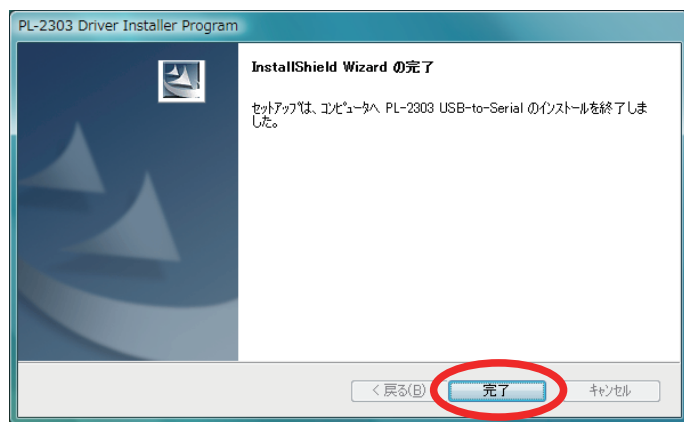 PL-2303 Driver Installer Program
InstallShield Wizard の完了
ｾｯﾄｱｯﾌﾟは、ｺﾝﾋﾟｭｰﾀへ PL-2303 USB-to-Serial のｲﾝｽﾄｰﾙを終了しま
した。
< 戻る(B)
完了
ｷｬﾝｾﾙ